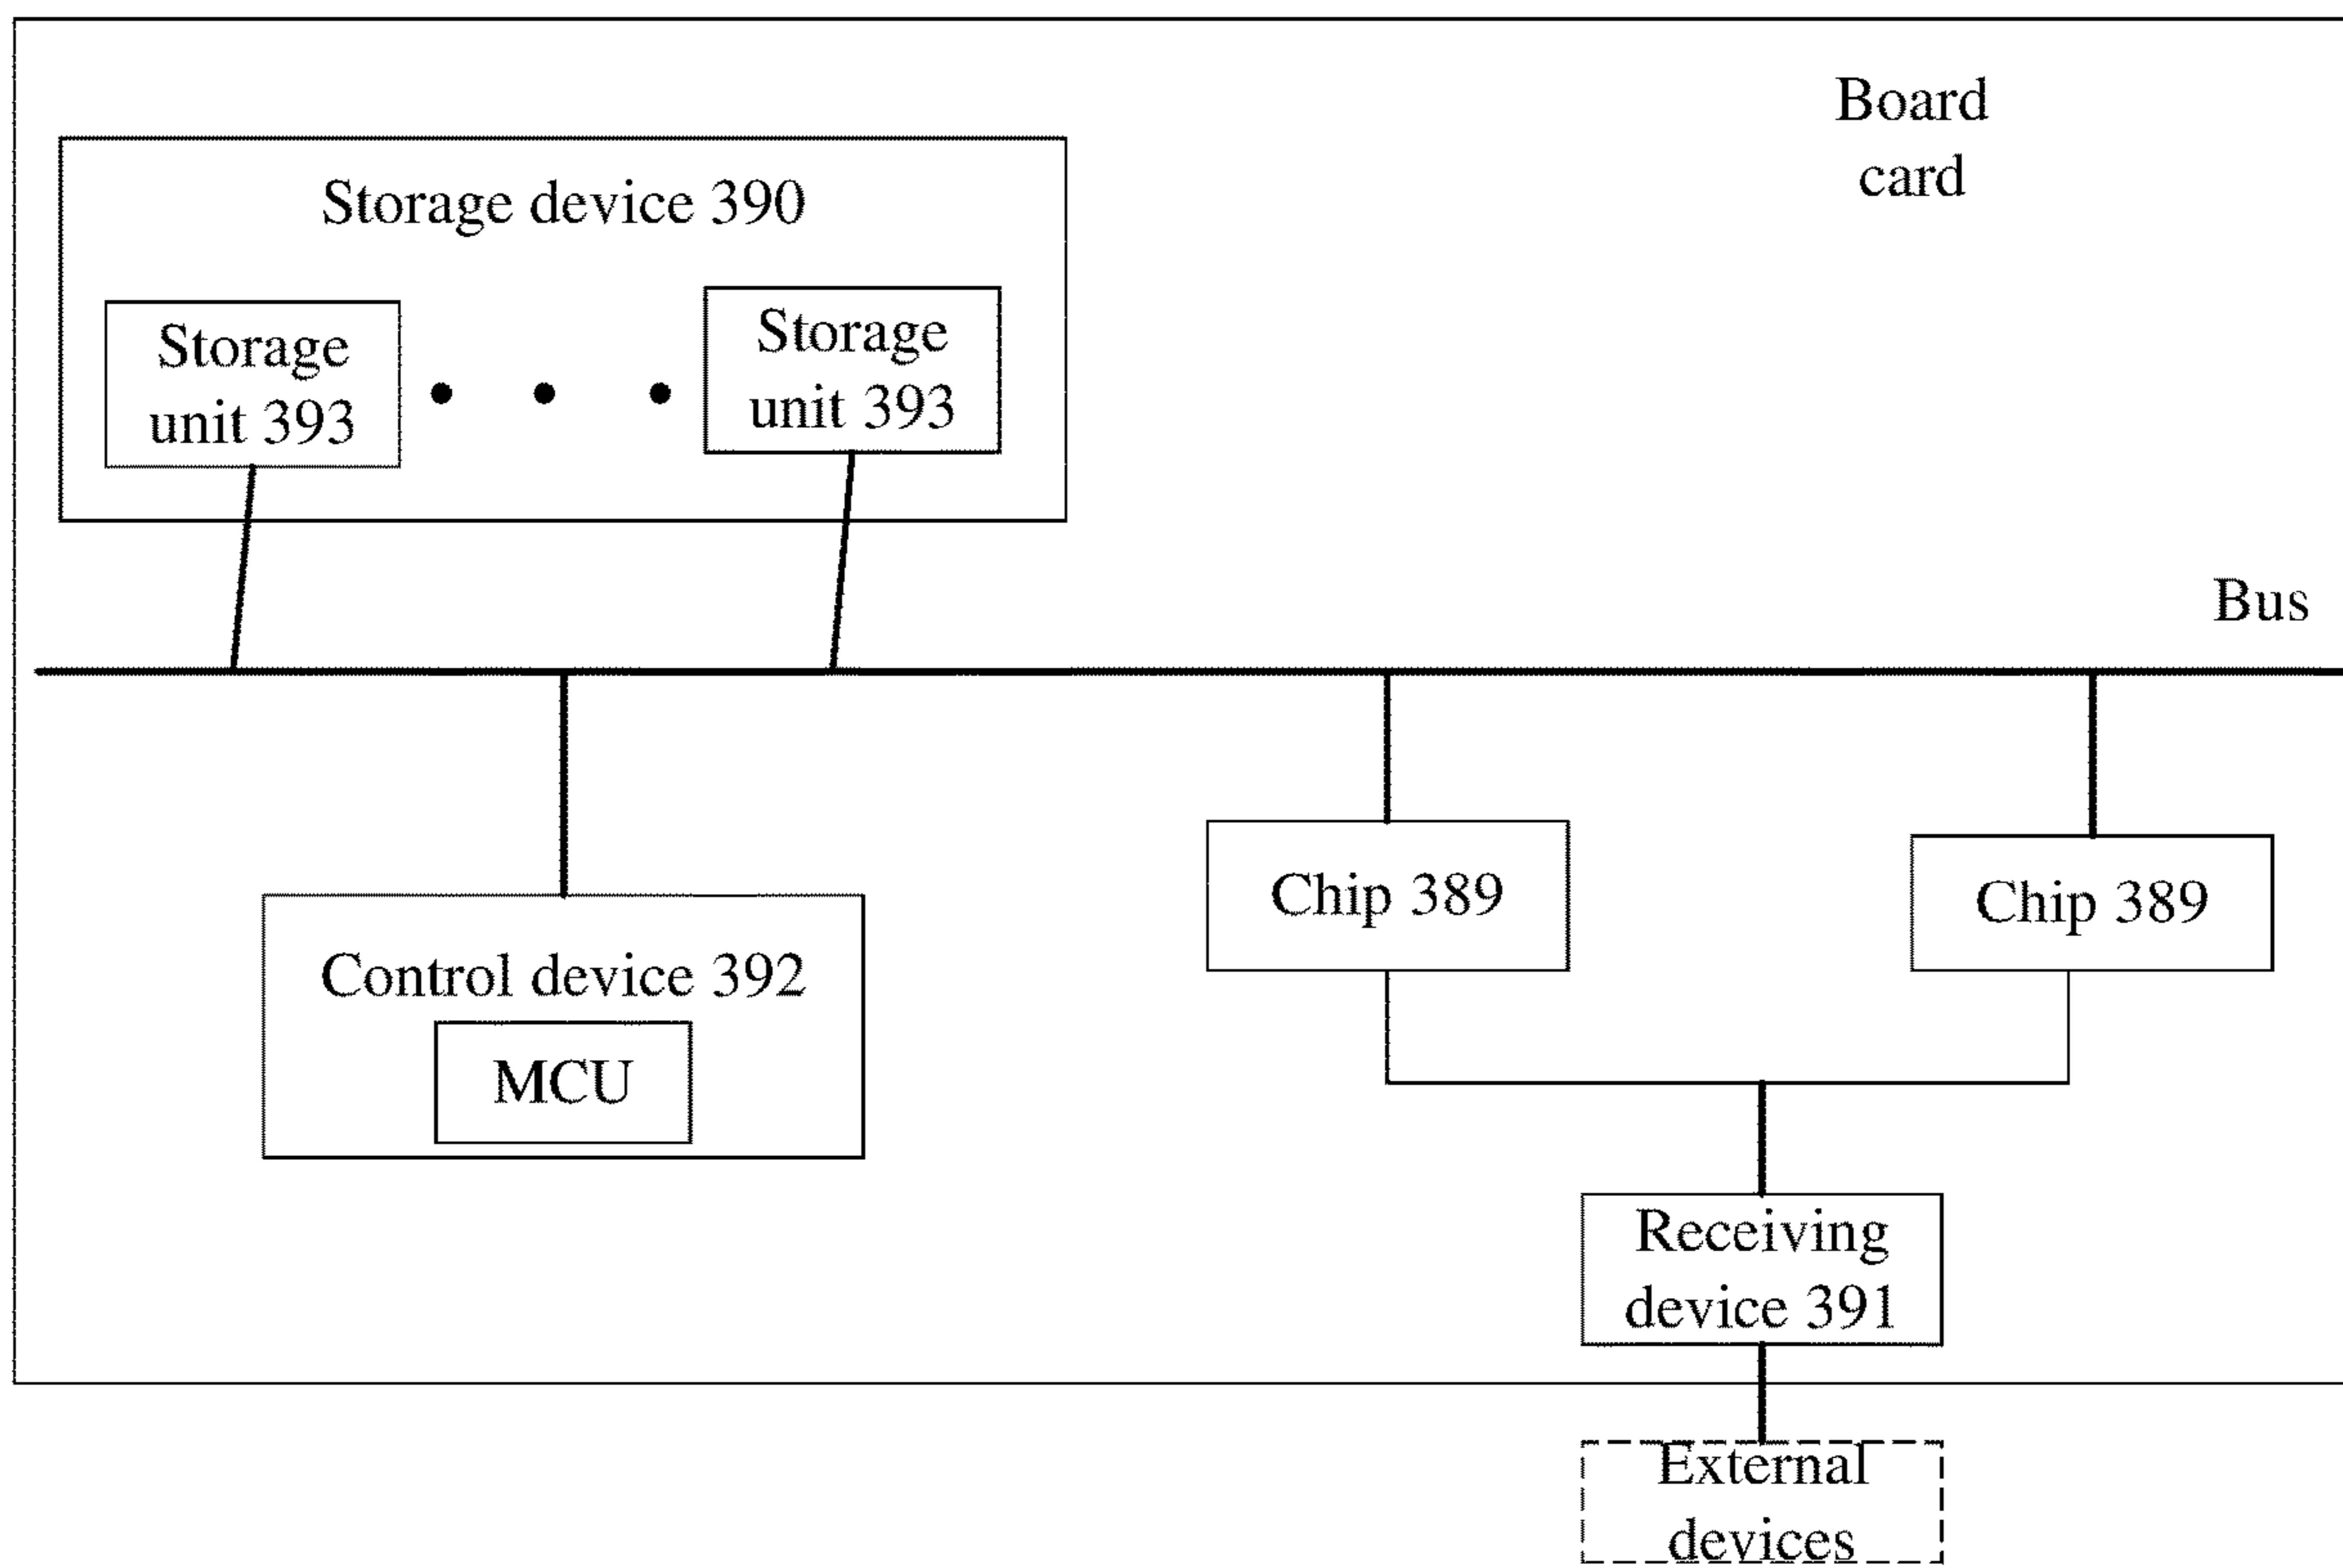 Board
card
Storage device 390
Storage
unit 393
Storage
unit 393
Bus
Chip 389
Chip 389
Control device 392
MCU
Receiving
device 391
External
devices